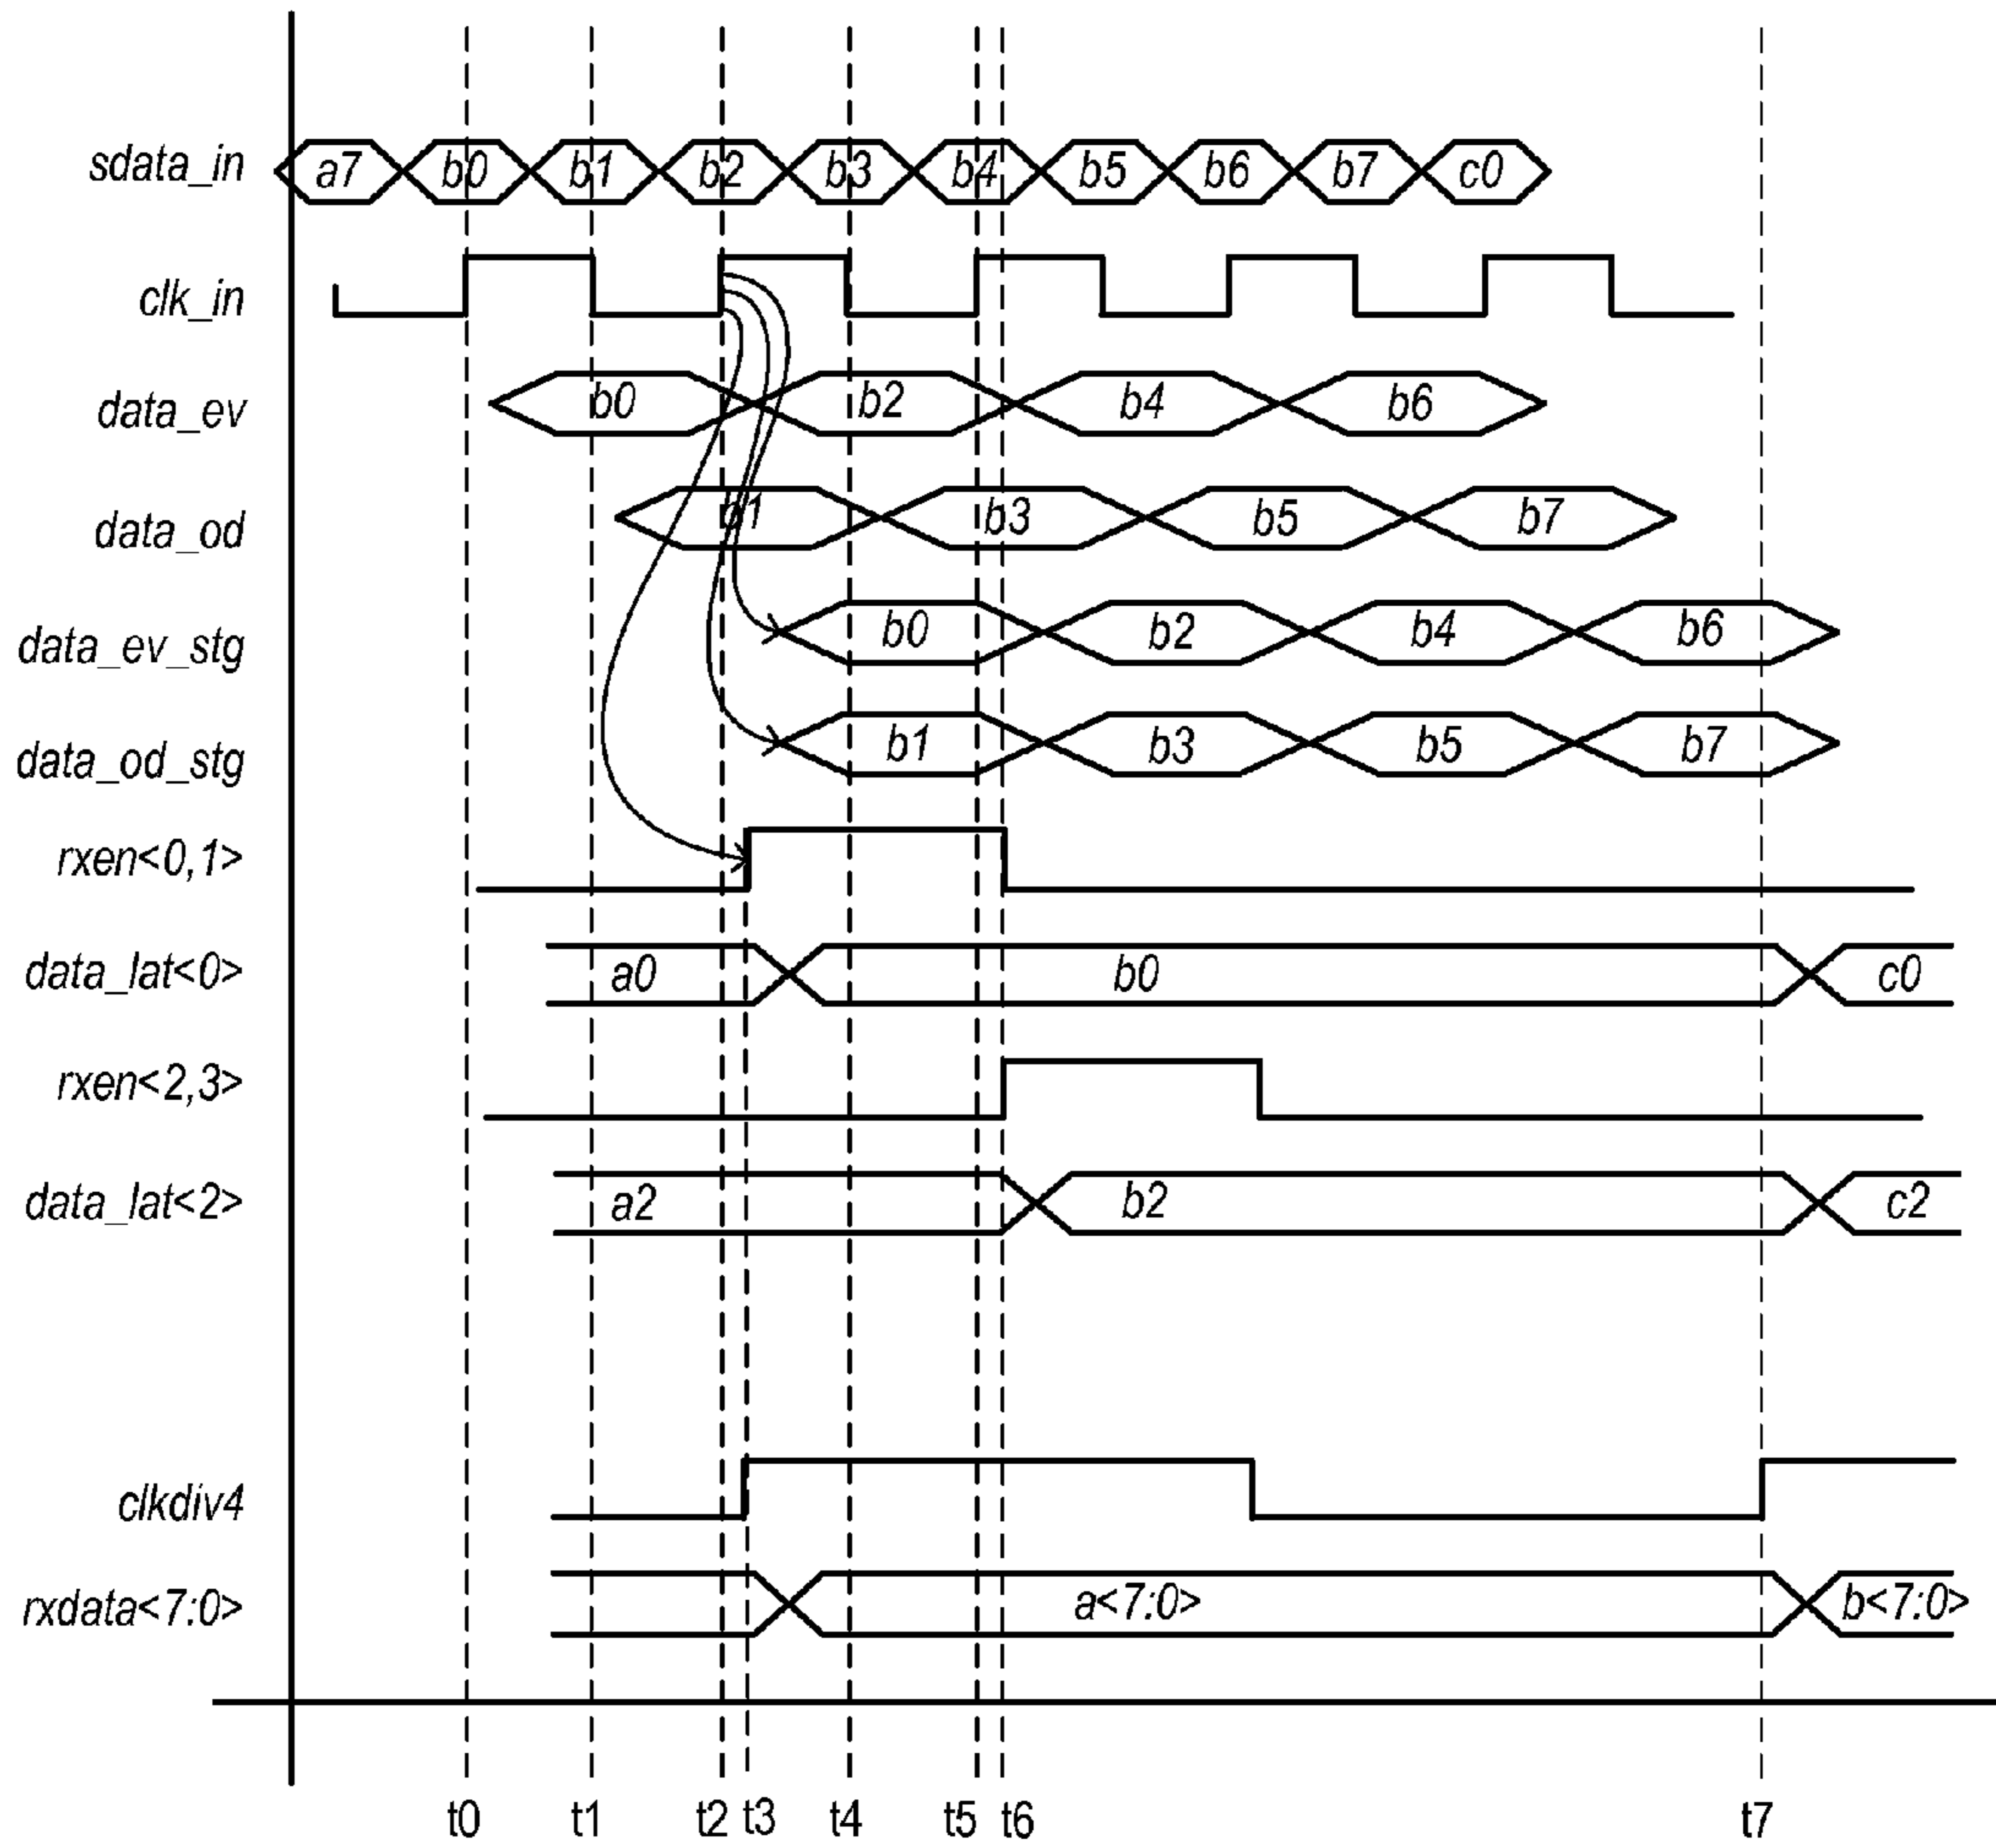 sdata_in a7 b0 b1 b2 b3 b4 b5 b6 b7 c0
clk_in
data_ev b0 b2 b4 b6
data_od b1 b3 b5 b7
data_ev_stg b0 b2 b4 b6
data_od_stg b1 b3 b5 b7
rxen<0,1>
data_lat<0> a0 b0 c0
rxen<2,3>
data_lat<2> a2 b2 c2
clkdiv4
rxdata<7:0> a<7:0> b<7:0>
t0 t1 t2 t3 t4 t5 t6 t7